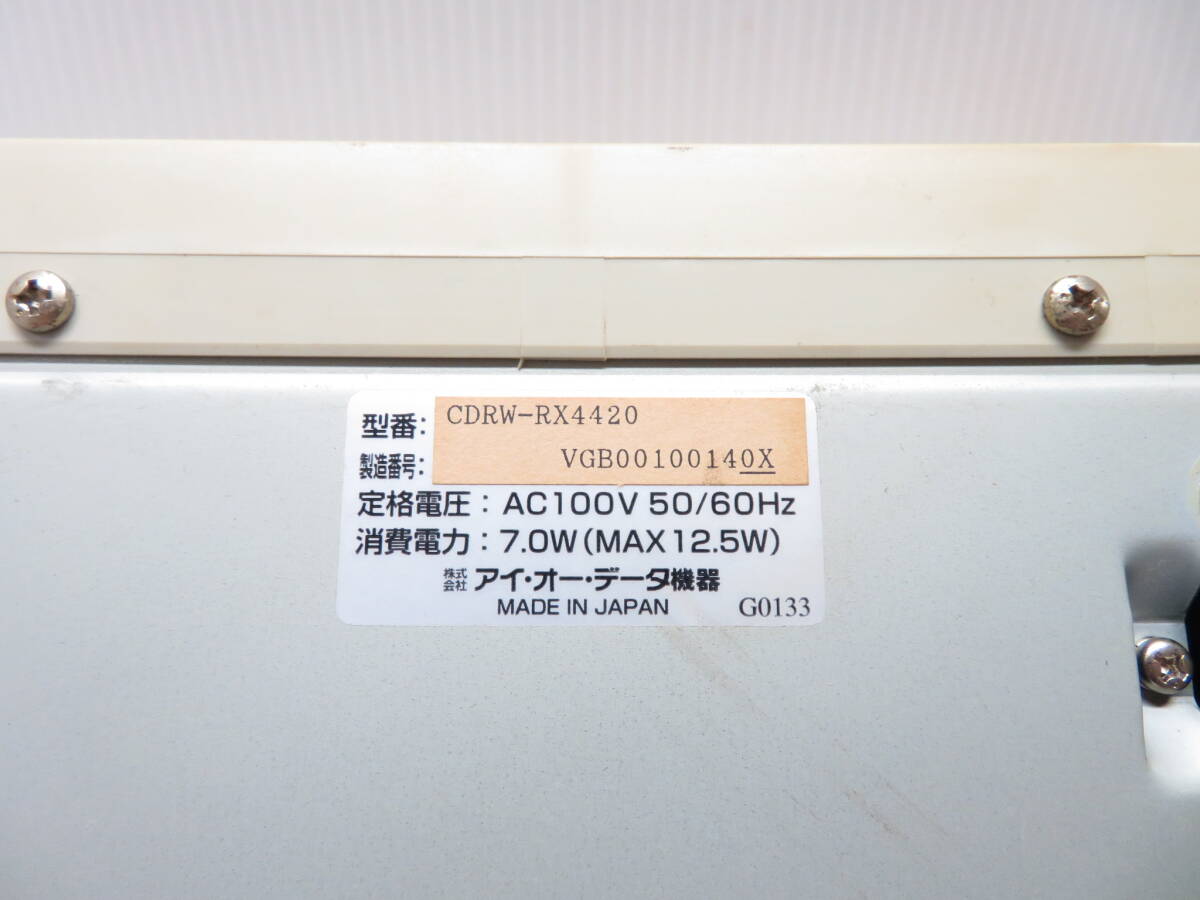 型番: CDRW-RX4420
製造番号: VGB00100140X
定格電圧: AC100V 50/60Hz
消費電力: 7.0W(MAX 12.5W)
株式会社 アイ・オー・データ機器
MADE IN JAPAN G0133